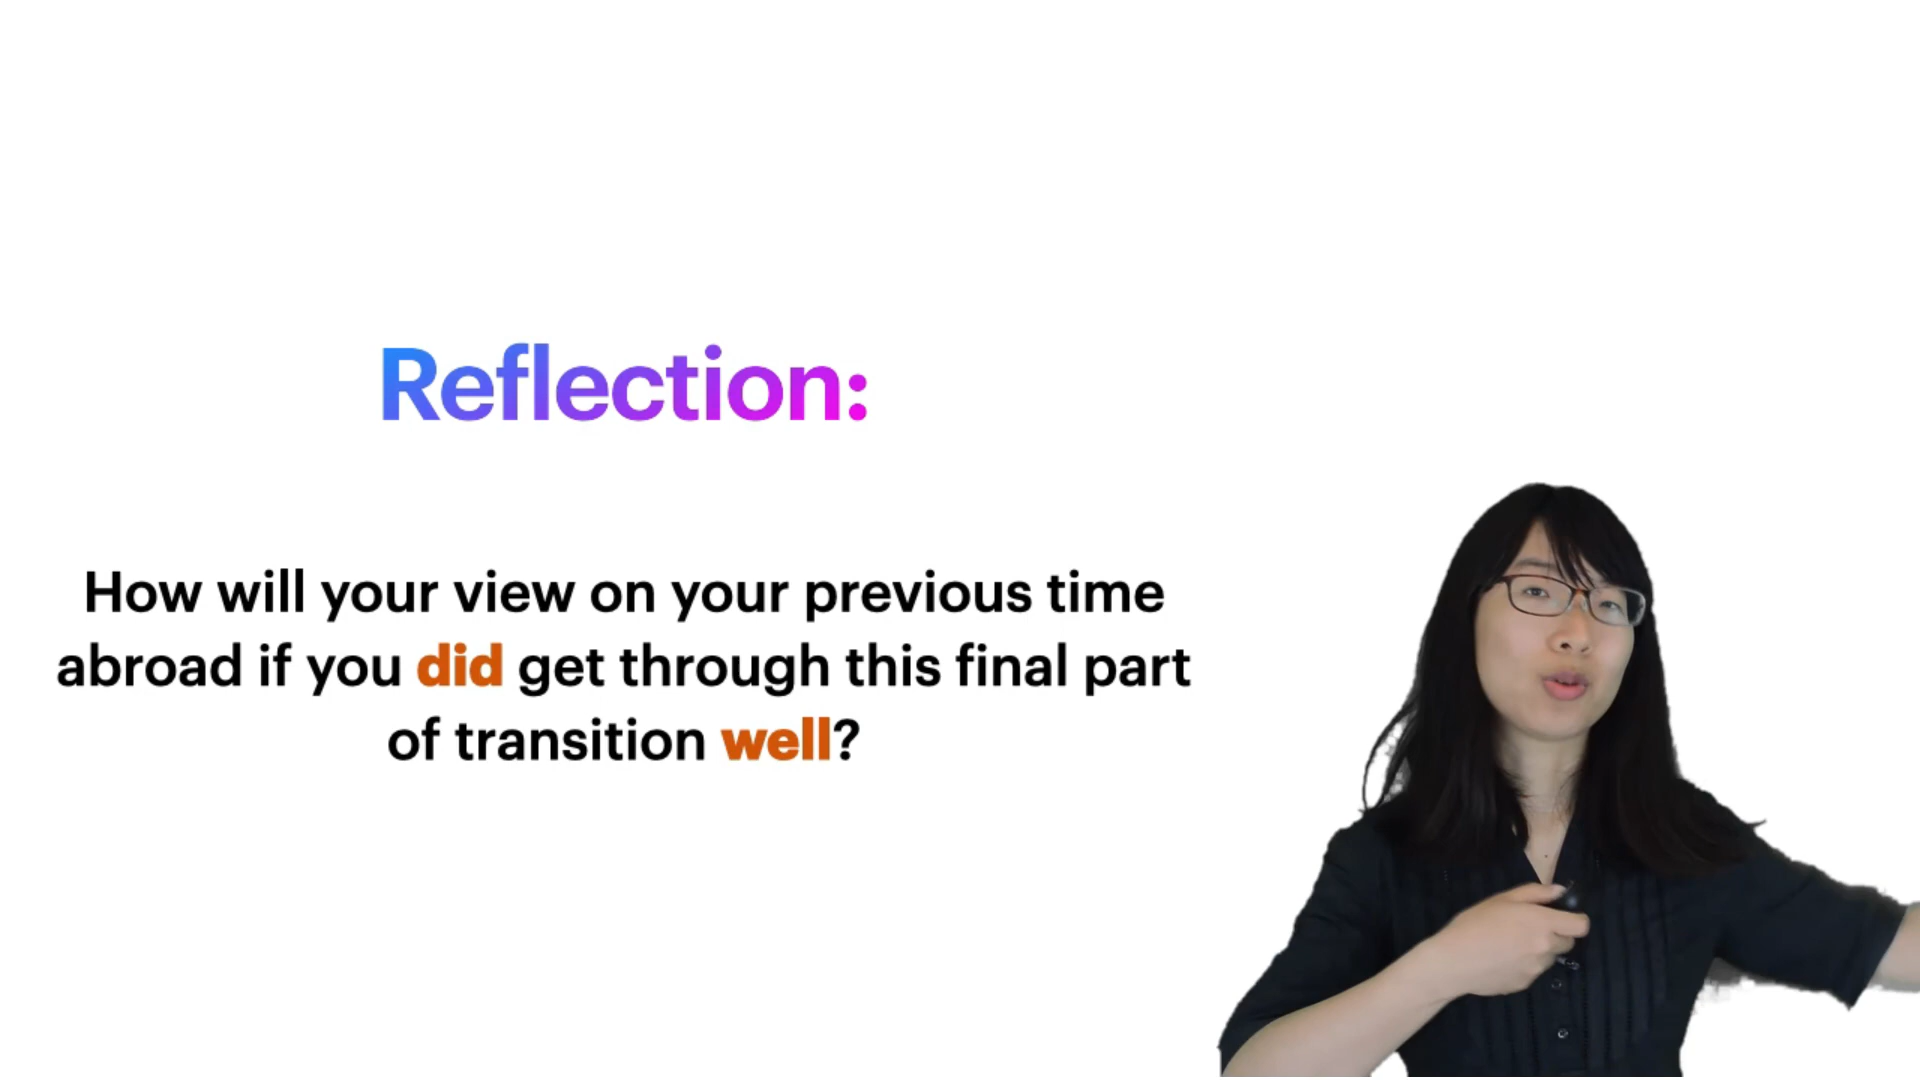 Reflection:
How will your view on your previous time
abroad if you did get through this final part
of transition well?